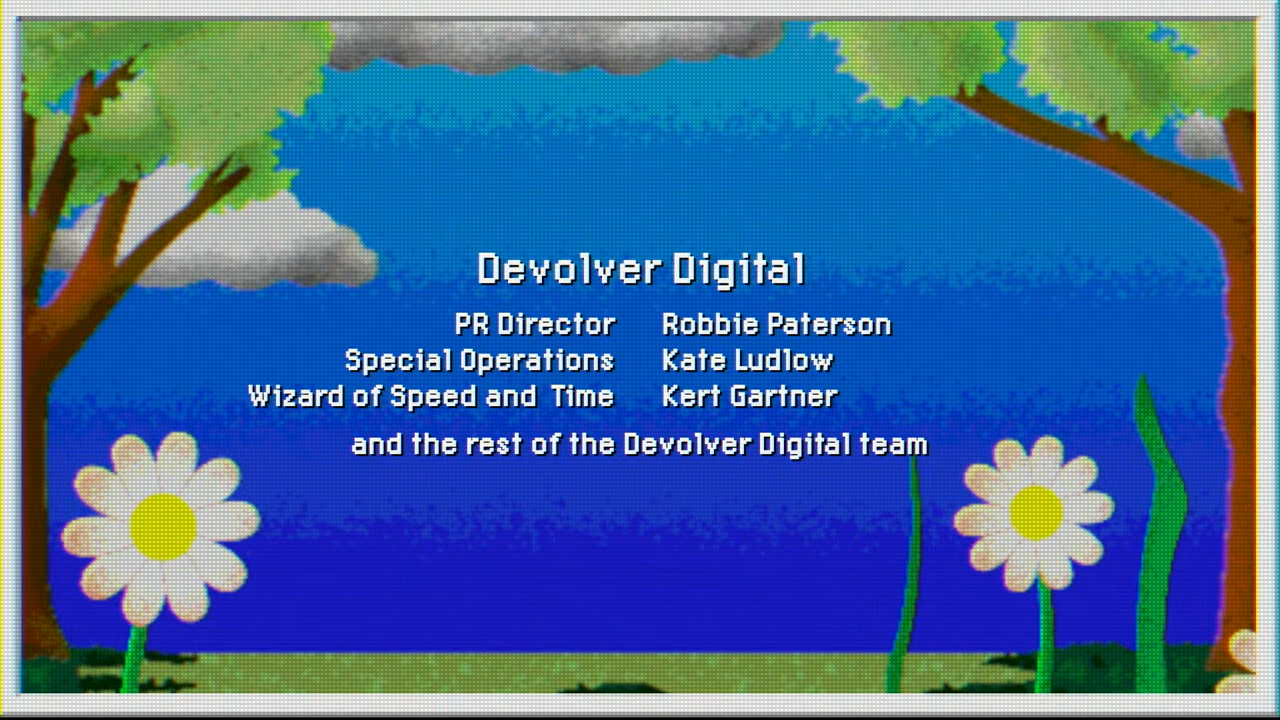 Devolver Digital
PR Director Robbie Paterson
Special Operations Kate Ludlow
Wizard of Speed and  Time Kert Gartner
and the rest of the Devolver Digital team